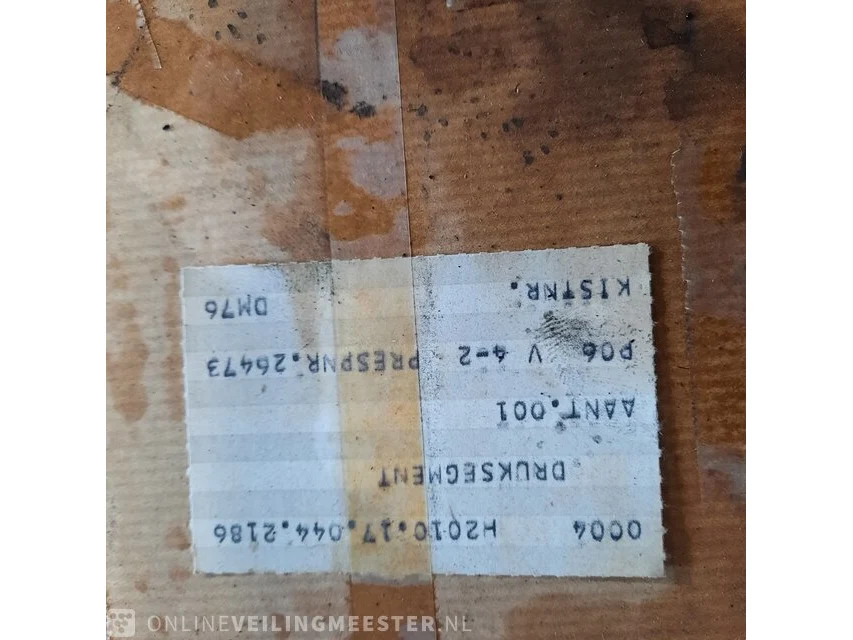 0004 H2010.17.044.2186
DRUKSEGMENT
AANT.001
P06 V 4-2 PRESPNR.26473
KISTNR. DM76
ONLINEVEILINGMEESTER.NL